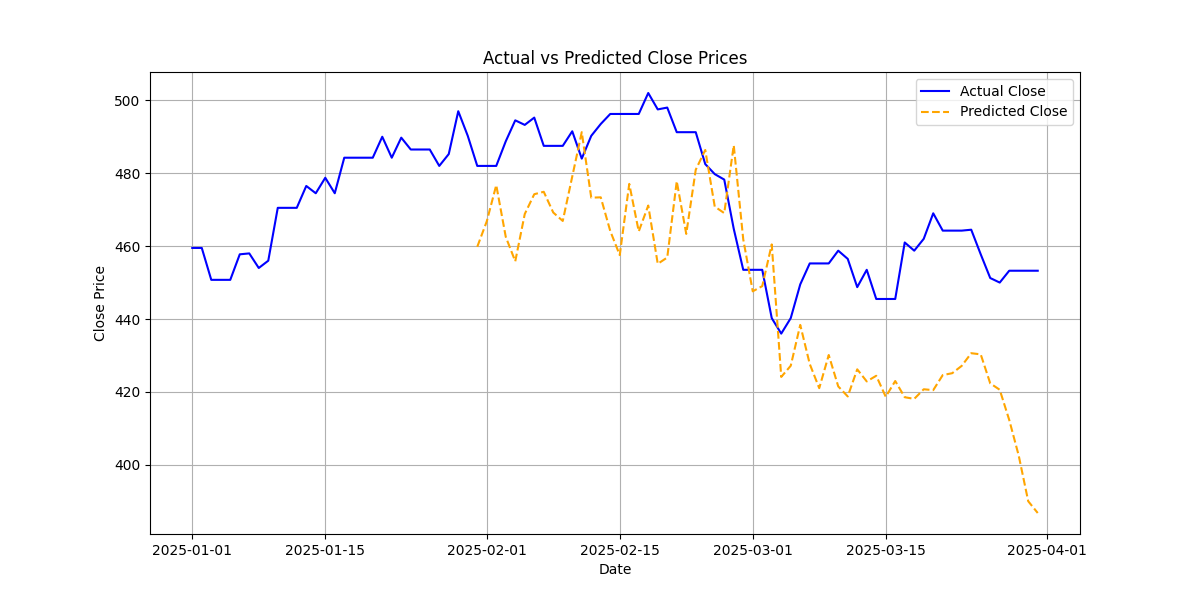 Actual vs Predicted Close Prices
Actual Close
Predicted Close
Close Price
500
480
460
440
420
400
2025-01-01 2025-01-15 2025-02-01 2025-02-15 2025-03-01 2025-03-15 2025-04-01
Date